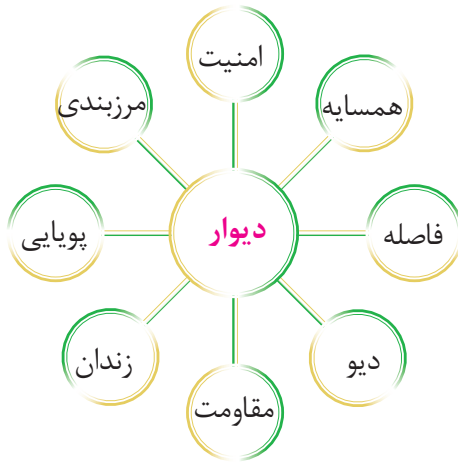 امنیت
همسایه
مرزبندی
فاصله
دیوار
پویایی
دیو
زندان
مقاومت